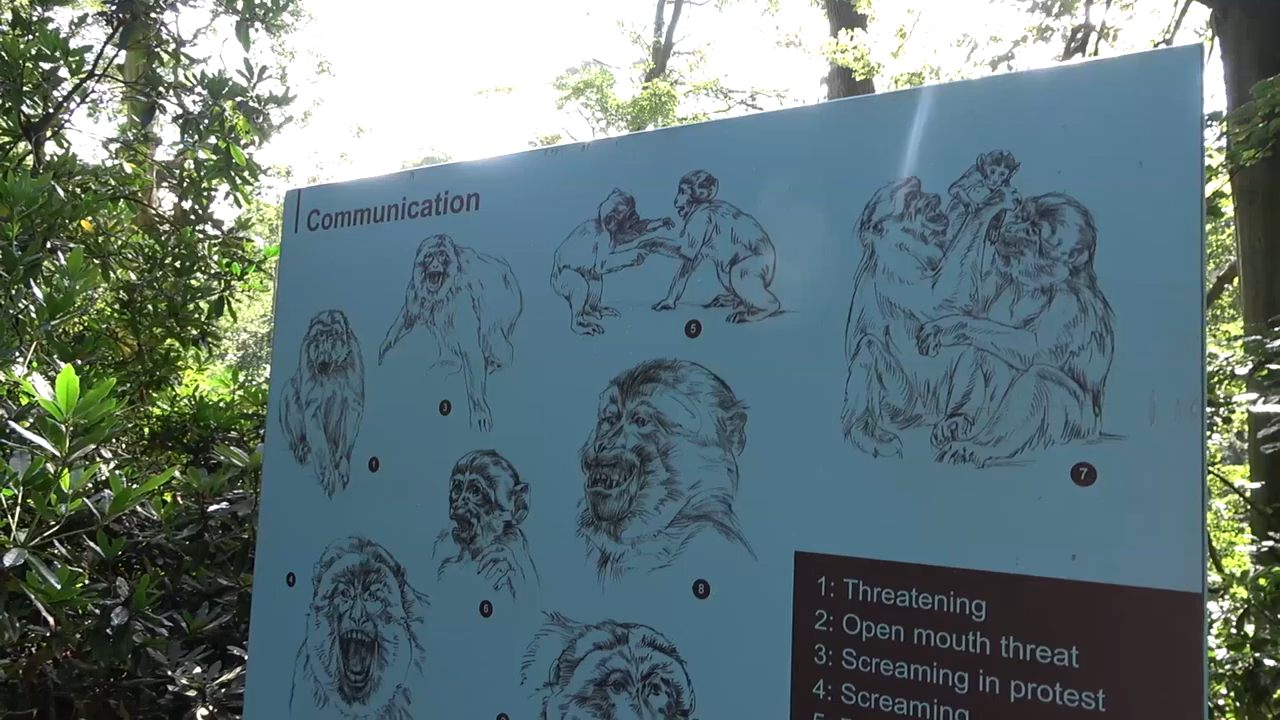 Communication
5
3
1
7
4
6
8
1: Threatening
2: Open mouth threat
3: Screaming in protest
4: Screaming